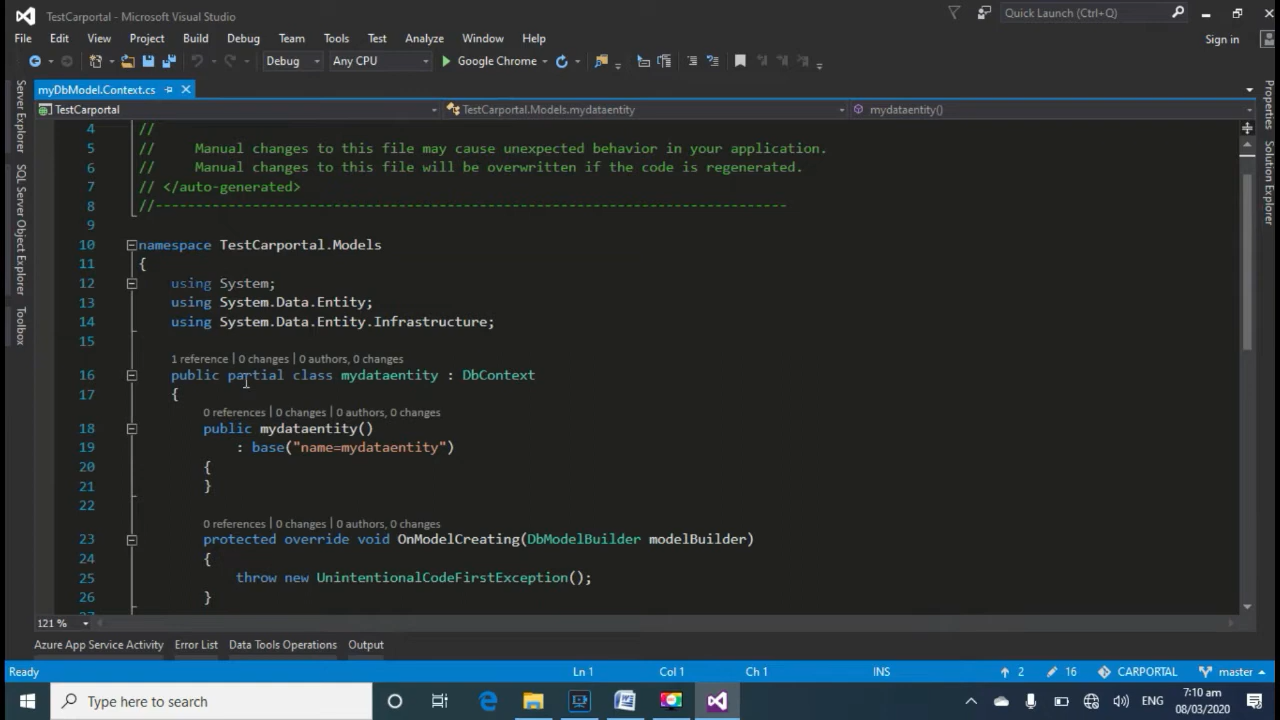 TestCarportal - Microsoft Visual Studio
Quick Launch (Ctrl+Q)
File Edit View Project Build Debug Team Tools Test Analyze Window Help
Sign in
Debug Any CPU Google Chrome
myDbModel.Context.cs
TestCarportal TestCarportal.Models.mydataentity mydataentity()
Server Explorer
SQL Server Object Explorer
Toolbox
Properties
Solution Explorer
4 //
5 // Manual changes to this file may cause unexpected behavior in your application.
6 // Manual changes to this file will be overwritten if the code is regenerated.
7 // </auto-generated>
8 //------------------------------------------------------------------------------
9
10 namespace TestCarportal.Models
11 {
12 using System;
13 using System.Data.Entity;
14 using System.Data.Entity.Infrastructure;
15
1 reference | 0 changes | 0 authors, 0 changes
16 public partial class mydataentity : DbContext
17 {
0 references | 0 changes | 0 authors, 0 changes
18 public mydataentity()
19 : base("name=mydataentity")
20 {
21 }
22
0 references | 0 changes | 0 authors, 0 changes
23 protected override void OnModelCreating(DbModelBuilder modelBuilder)
24 {
25 throw new UnintentionalCodeFirstException();
26 }
121 %
Azure App Service Activity Error List Data Tools Operations Output
Ready Ln 1 Col 1 Ch 1 INS 2 16 CARPORTAL master
Type here to search
ENG
7:10 nm
08/03/2020